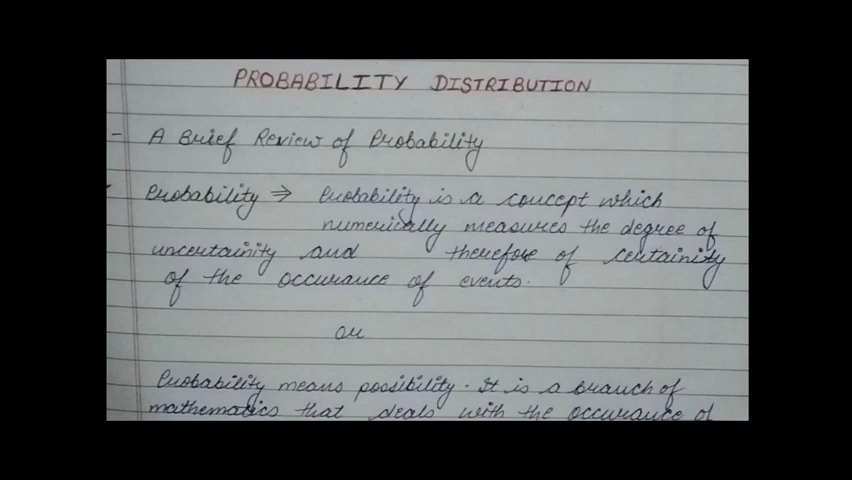 PROBABILITY DISTRIBUTION
- A Brief Review of Probability
Probability ⇒ Probability is a concept which
numerically measures the degree of
uncertainity and therefore of certainity
of the occurance of events.
or
Probability means possibility. It is a branch of
mathematics that deals with the occurance of